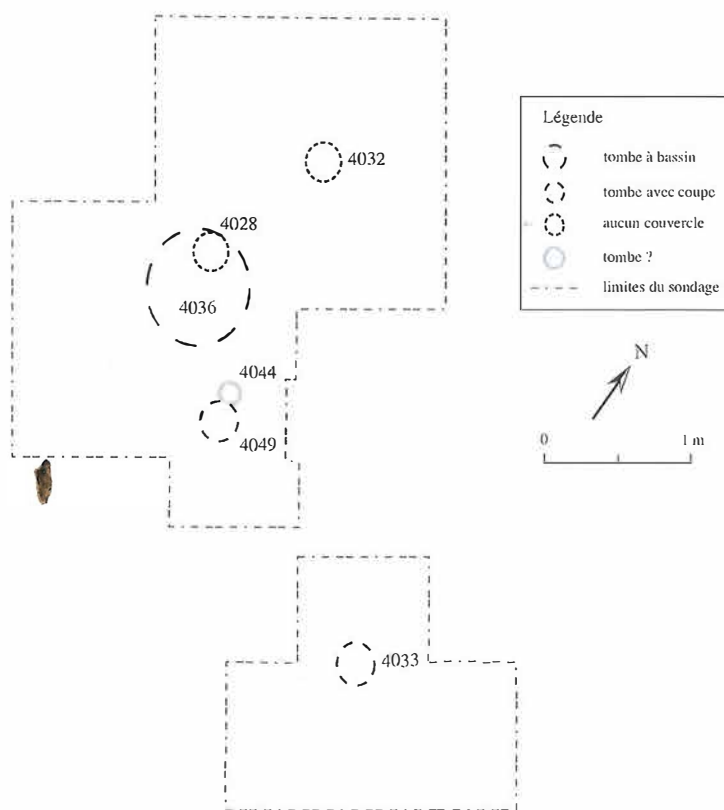 4032
4028
4036
4044
4049
4033
Légende
tombe à bassin
tombe avec coupe
aucun couvercle
tombe ?
limites du sondage
N
0 1 m